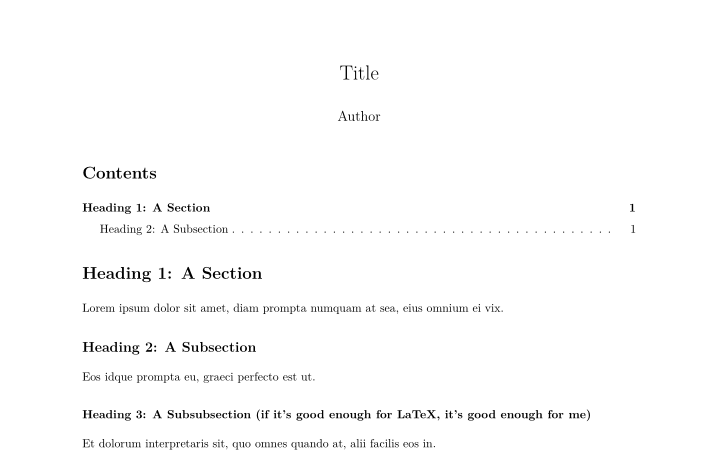 Title
Author
Contents
Heading 1: A Section 1
Heading 2: A Subsection . . . . . . . . . . . . . . . . . . . . . . . . . . . . . . . . . . . . . . . . . . 1
Heading 1: A Section
Lorem ipsum dolor sit amet, diam prompta numquam at sea, eius omnium ei vix.
Heading 2: A Subsection
Eos idque prompta eu, graeci perfecto est ut.
Heading 3: A Subsubsection (if it's good enough for LaTeX, it's good enough for me)
Et dolorum interpretaris sit, quo omnes quando at, alii facilis eos in.